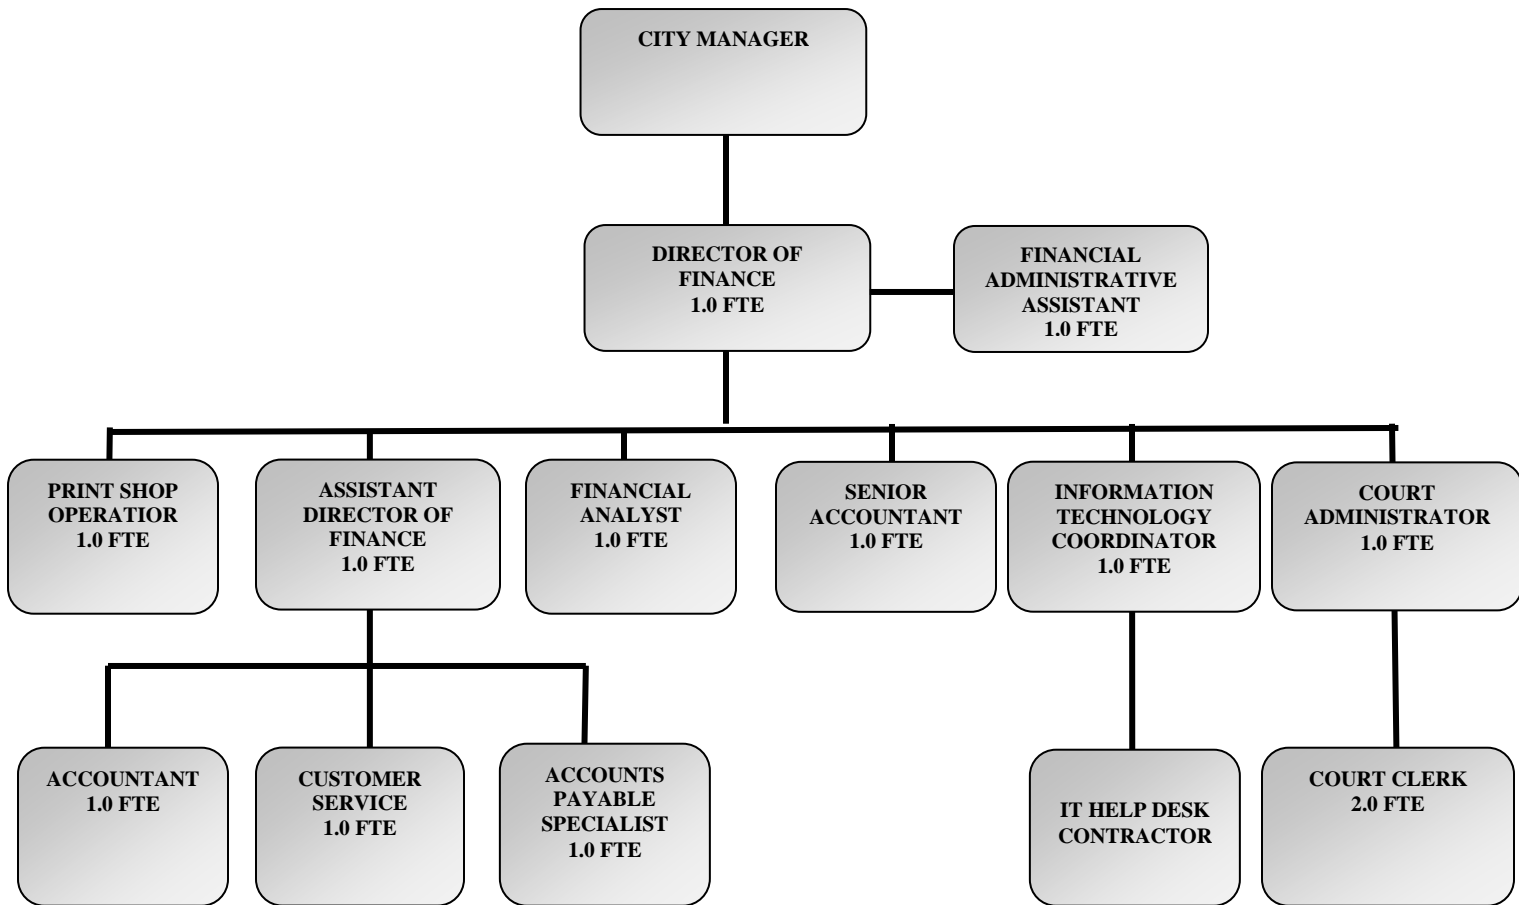 CITY MANAGER
DIRECTOR OF
FINANCE
1.0 FTE
FINANCIAL
ADMINISTRATIVE
ASSISTANT
1.0 FTE
PRINT SHOP
OPERATIOR
1.0 FTE
ASSISTANT
DIRECTOR OF
FINANCE
1.0 FTE
FINANCIAL
ANALYST
1.0 FTE
SENIOR
ACCOUNTANT
1.0 FTE
INFORMATION
TECHNOLOGY
COORDINATOR
1.0 FTE
COURT
ADMINISTRATOR
1.0 FTE
ACCOUNTANT
1.0 FTE
CUSTOMER
SERVICE
1.0 FTE
ACCOUNTS
PAYABLE
SPECIALIST
1.0 FTE
IT HELP DESK
CONTRACTOR
COURT CLERK
2.0 FTE